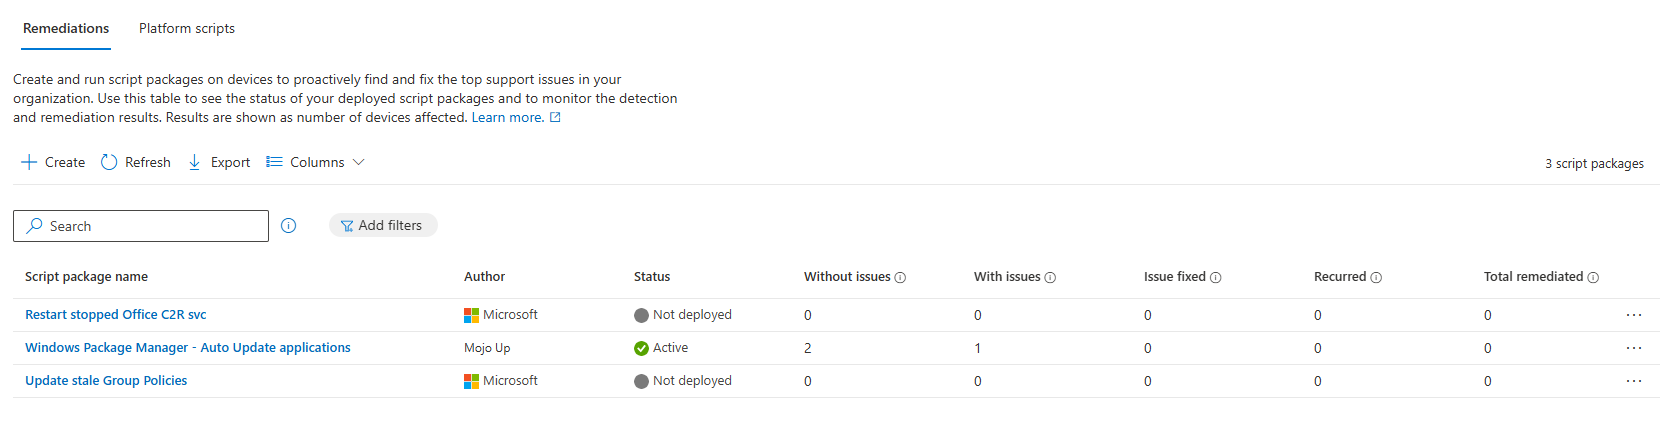 Remediations Platform scripts
Create and run script packages on devices to proactively find and fix the top support issues in your
organization. Use this table to see the status of your deployed script packages and to monitor the detection
and remediation results. Results are shown as number of devices affected. Learn more.
Create Refresh Export Columns 3 script packages
Search Add filters
Script package name Author Status Without issues With issues Issue fixed Recurred Total remediated
Restart stopped Office C2R svc Microsoft Not deployed 0 0 0 0 0 ...
Windows Package Manager - Auto Update applications Mojo Up Active 2 1 0 0 0 ...
Update stale Group Policies Microsoft Not deployed 0 0 0 0 0 ...